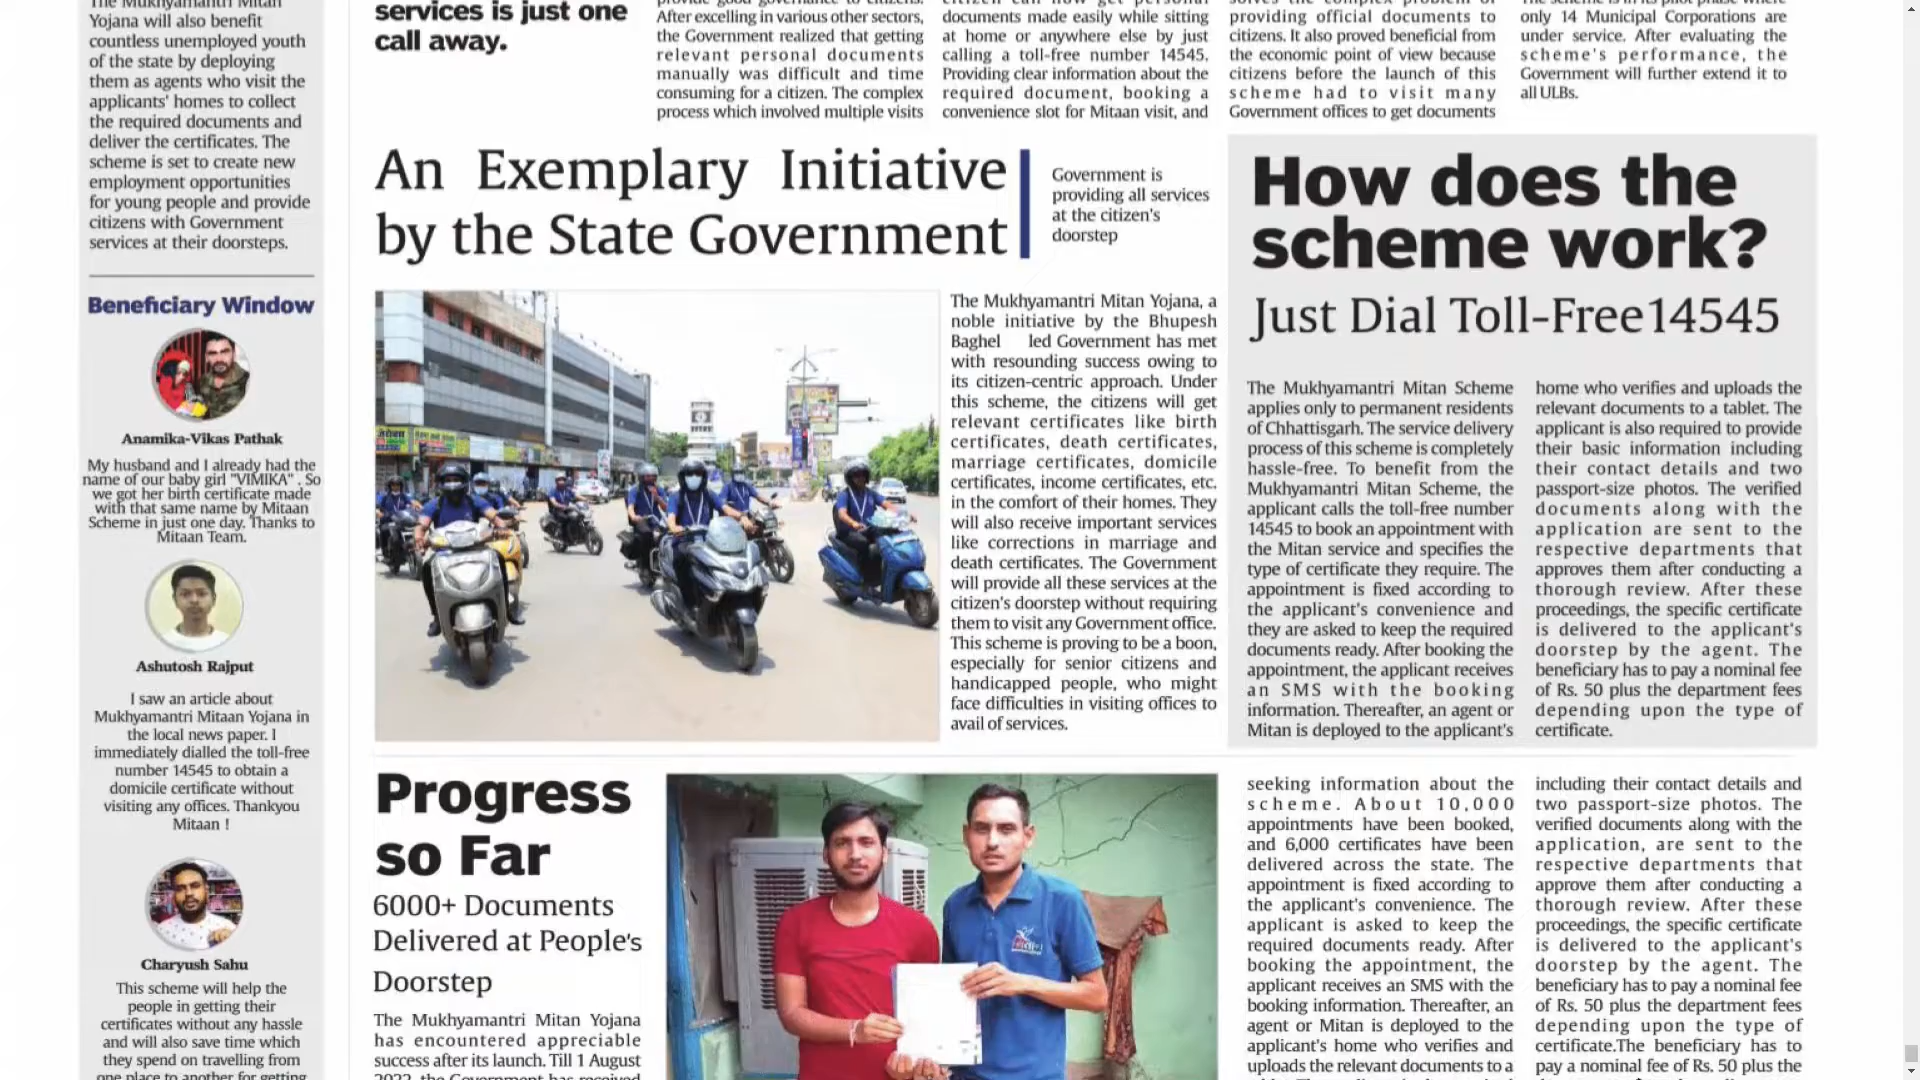 The Mukhyamantri Mitan
Yojana will also benefit
countless unemployed youth
of the state by deploying
them as agents who visit the
applicants' homes to collect
the required documents and
deliver the certificates. The
scheme is set to create new
employment opportunities
for young people and provide
citizens with Government
services at their doorsteps.
Beneficiary Window
Anamika-Vikas Pathak
My husband and I already had the
name of our baby girl "VIMIKA" . So
we got her birth certificate made
with that same name by Mitaan
Scheme in just one day. Thanks to
Mitaan Team.
Ashutosh Rajput
I saw an article about
Mukhyamantri Mitaan Yojana in
the local news paper. I
immediately dialled the toll-free
number 14545 to obtain a
domicile certificate without
visiting any offices. Thankyou
Mitaan !
Charyush Sahu
This scheme will help the
people in getting their
certificates without any hassle
and will also save time which
they spend on travelling from
one place to another for getting
services is just one
call away.
provide good governance to citizens.
After excelling in various other sectors,
the Government realized that getting
relevant personal documents
manually was difficult and time
consuming for a citizen. The complex
process which involved multiple visits
citizen can now get personal
documents made easily while sitting
at home or anywhere else by just
calling a toll-free number 14545.
Providing clear information about the
required document, booking a
convenience slot for Mitaan visit, and
solves the complex problem of
providing official documents to
citizens. It also proved beneficial from
the economic point of view because
citizens before the launch of this
scheme had to visit many
Government offices to get documents
The scheme is in its pilot phase where
only 14 Municipal Corporations are
under service. After evaluating the
scheme's performance, the
Government will further extend it to
all ULBs.
An Exemplary Initiative
by the State Government
Government is
providing all services
at the citizen's
doorstep
The Mukhyamantri Mitan Yojana, a
noble initiative by the Bhupesh
Baghel led Government has met
with resounding success owing to
its citizen-centric approach. Under
this scheme, the citizens will get
relevant certificates like birth
certificates, death certificates,
marriage certificates, domicile
certificates, income certificates, etc.
in the comfort of their homes. They
will also receive important services
like corrections in marriage and
death certificates. The Government
will provide all these services at the
citizen's doorstep without requiring
them to visit any Government office.
This scheme is proving to be a boon,
especially for senior citizens and
handicapped people, who might
face difficulties in visiting offices to
avail of services.
How does the
scheme work?
Just Dial Toll-Free14545
The Mukhyamantri Mitan Scheme
applies only to permanent residents
of Chhattisgarh. The service delivery
process of this scheme is completely
hassle-free. To benefit from the
Mukhyamantri Mitan Scheme, the
applicant calls the toll-free number
14545 to book an appointment with
the Mitan service and specifies the
type of certificate they require. The
appointment is fixed according to
the applicant's convenience and
they are asked to keep the required
documents ready. After booking the
appointment, the applicant receives
an SMS with the booking
information. Thereafter, an agent or
Mitan is deployed to the applicant's
home who verifies and uploads the
relevant documents to a tablet. The
applicant is also required to provide
their basic information including
their contact details and two
passport-size photos. The verified
documents along with the
application are sent to the
respective departments that
approves them after conducting a
thorough review. After these
proceedings, the specific certificate
is delivered to the applicant's
doorstep by the agent. The
beneficiary has to pay a nominal fee
of Rs. 50 plus the department fees
depending upon the type of
certificate.
Progress
so Far
6000+ Documents
Delivered at People's
Doorstep
The Mukhyamantri Mitan Yojana
has encountered appreciable
success after its launch. Till 1 August
2022, the Government has received
seeking information about the
scheme. About 10,000
appointments have been booked,
and 6,000 certificates have been
delivered across the state. The
appointment is fixed according to
the applicant's convenience. The
applicant is asked to keep the
required documents ready. After
booking the appointment, the
applicant receives an SMS with the
booking information. Thereafter, an
agent or Mitan is deployed to the
applicant's home who verifies and
uploads the relevant documents to a
including their contact details and
two passport-size photos. The
verified documents along with the
application, are sent to the
respective departments that
approve them after conducting a
thorough review. After these
proceedings, the specific certificate
is delivered to the applicant's
doorstep by the agent. The
beneficiary has to pay a nominal fee
of Rs. 50 plus the department fees
depending upon the type of
certificate.The beneficiary has to
pay a nominal fee of Rs. 50 plus the